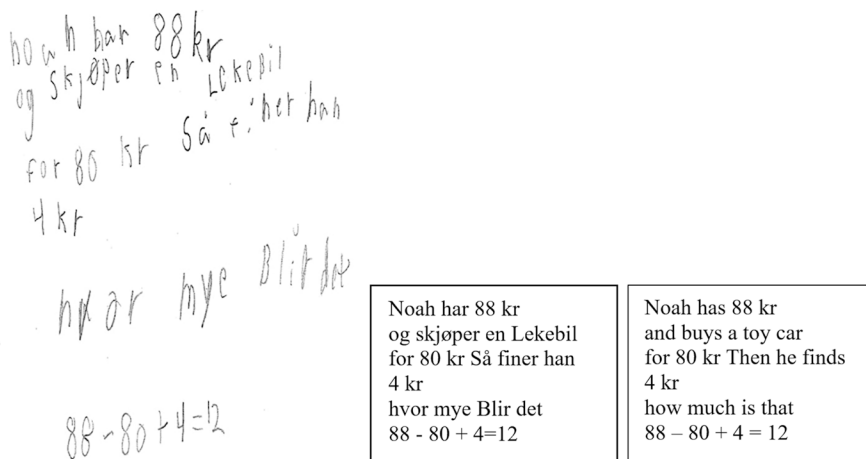 noah har 88 kr
og skjøper en Lekebil
for 80 kr Så finer han
4 kr
hvor mye Blir det
88 - 80 + 4 = 12
Noah har 88 kr
og skjøper en Lekebil
for 80 kr Så finer han
4 kr
hvor mye Blir det
88 - 80 + 4=12
Noah has 88 kr
and buys a toy car
for 80 kr Then he finds
4 kr
how much is that
88 – 80 + 4 = 12